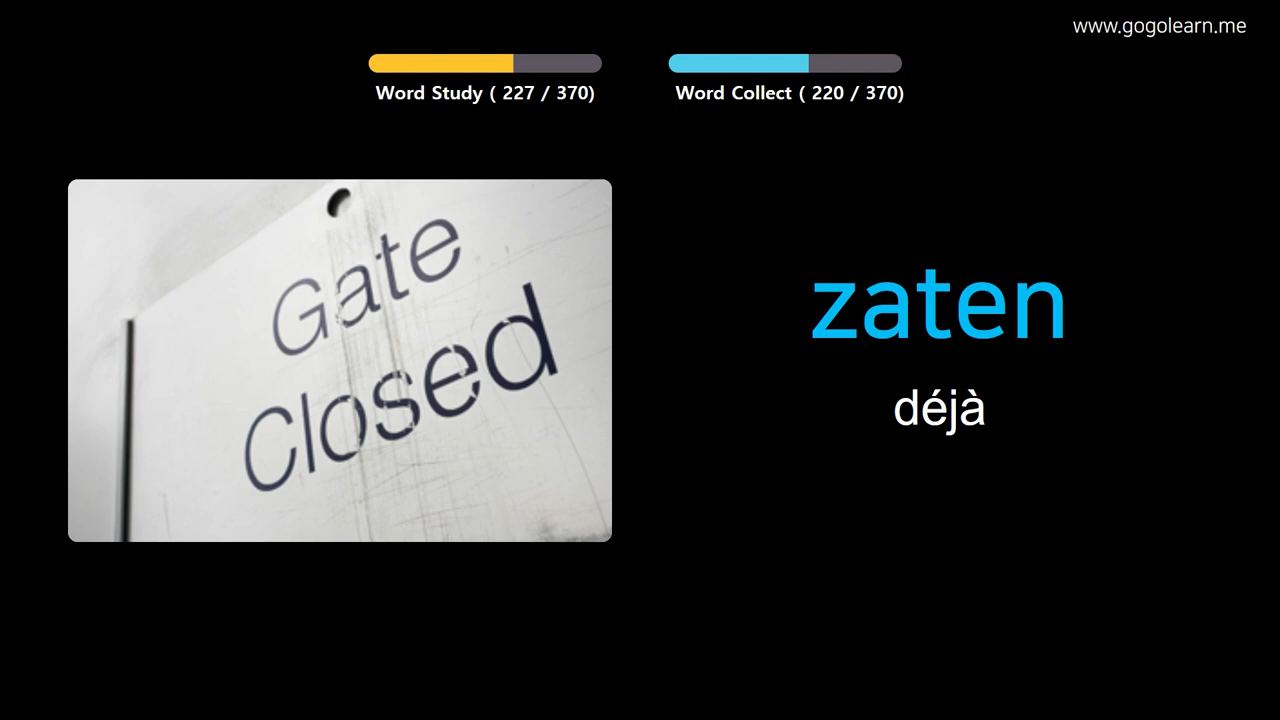 www.gogolearn.me
Word Study ( 227 / 370)
Word Collect ( 220 / 370)
Gate
Closed
zaten
déjà